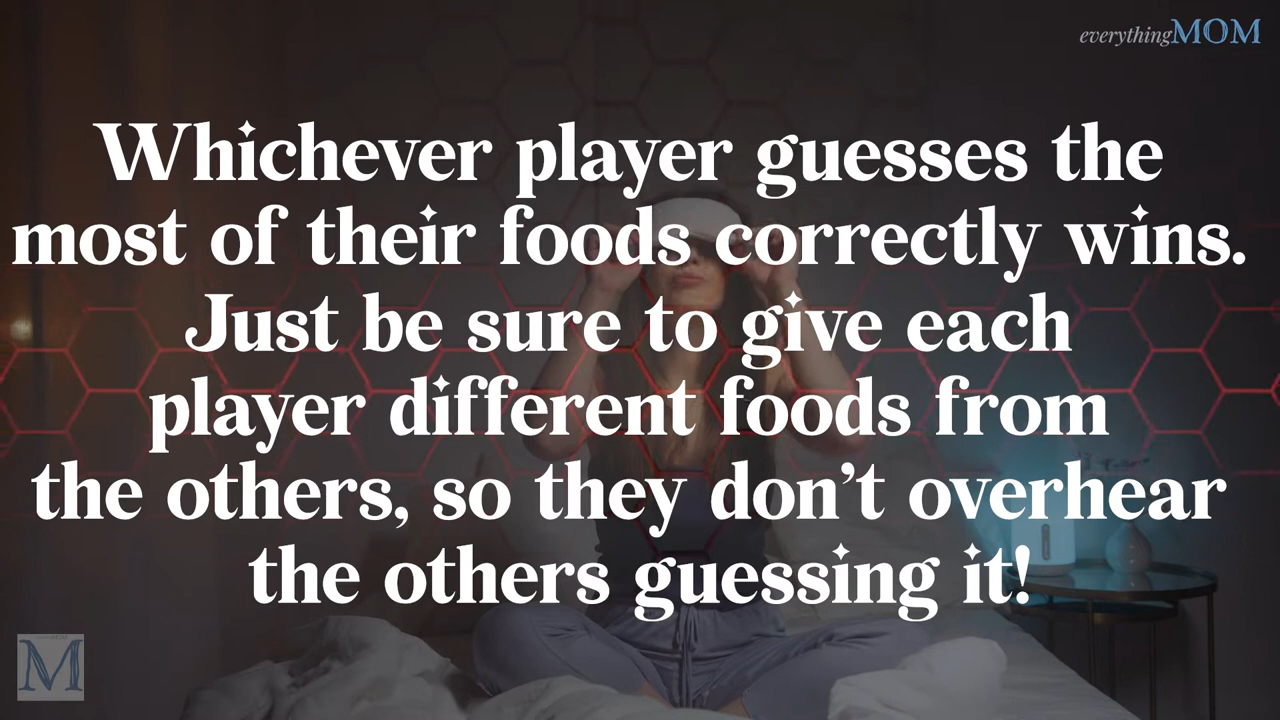 everythingMOM
Whichever player guesses the
most of their foods correctly wins.
Just be sure to give each
player different foods from
the others, so they don’t overhear
the others guessing it!
M